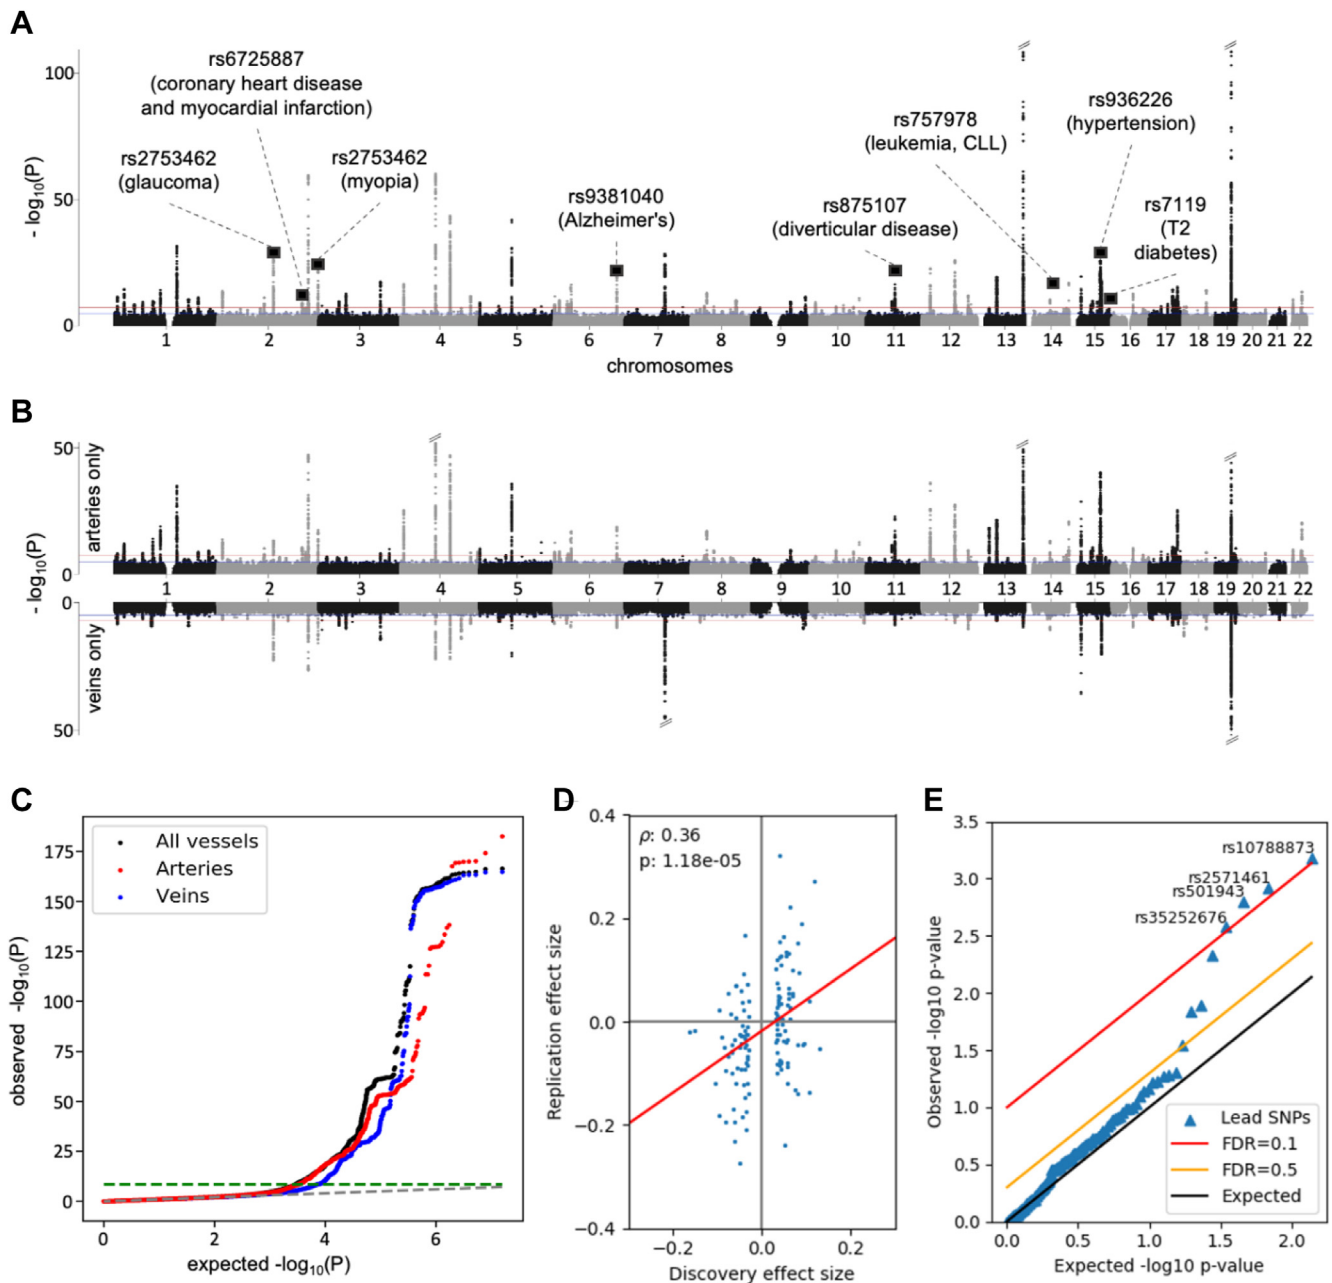 A
rs6725887
(coronary heart disease
and myocardial infarction)
rs2753462
(glaucoma)
rs2753462
(myopia)
rs9381040
(Alzheimer's)
rs757978
(leukemia, CLL)
rs875107
(diverticular disease)
rs936226
(hypertension)
rs7119
(T2
diabetes)
- log10(P)
100
50
0
1 2 3 4 5 6 7 8 9 10 11 12 13 14 15 16 17 18 19 20 21 22
chromosomes
B
- log10(P)
arteries only
50
0
1 2 3 4 5 6 7 8 9 10 11 12 13 14 15 16 17 18 19 20 21 22
0
veins only
50
C
All vessels
Arteries
Veins
observed -log10(P)
175
150
125
100
75
50
25
0
0 2 4 6
expected -log10(P)
D
ρ: 0.36
p: 1.18e-05
Replication effect size
0.4
0.2
0.0
−0.2
−0.4
−0.2 0.0 0.2
Discovery effect size
E
Observed -log10 p-value
3.5
3.0
2.5
2.0
1.5
1.0
0.5
0.0
rs10788873
rs2571461
rs501943
rs35252676
Lead SNPs
FDR=0.1
FDR=0.5
Expected
0.0 0.5 1.0 1.5 2.0
Expected -log10 p-value